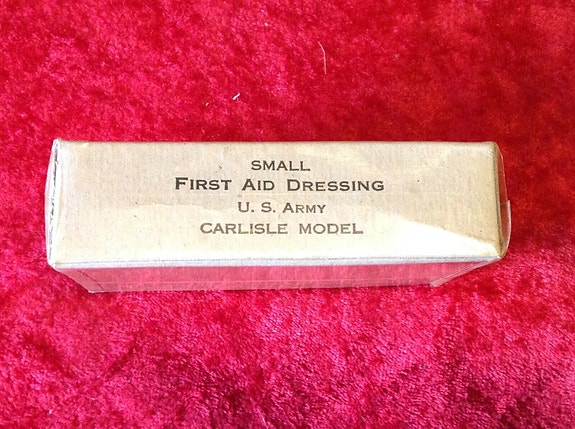 SMALL
FIRST AID DRESSING
U. S. ARMY
CARLISLE MODEL